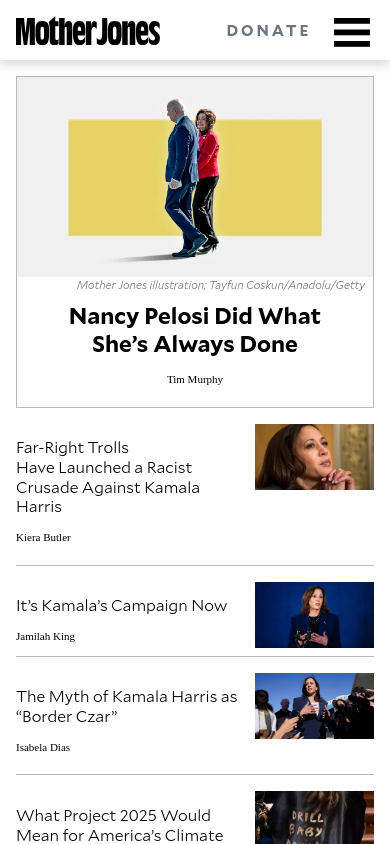 Mother Jones
DONATE
Mother Jones illustration; Tayfun Coskun/Anadolu/Getty
Nancy Pelosi Did What
She’s Always Done
Tim Murphy
Far-Right Trolls
Have Launched a Racist
Crusade Against Kamala
Harris
Kiera Butler
It’s Kamala’s Campaign Now
Jamilah King
The Myth of Kamala Harris as
“Border Czar”
Isabela Dias
What Project 2025 Would
Mean for America’s Climate
DRILL
BABY